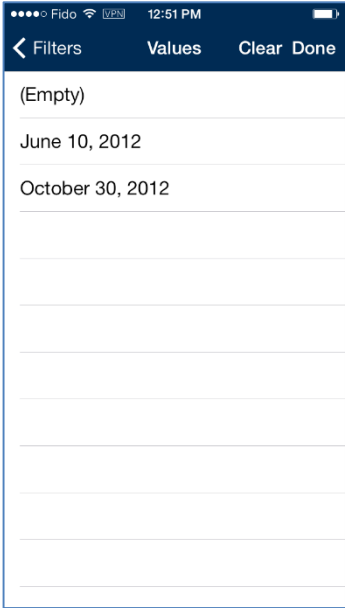 Fido VPN 12:51 PM
Filters Values Clear Done
(Empty)
June 10, 2012
October 30, 2012